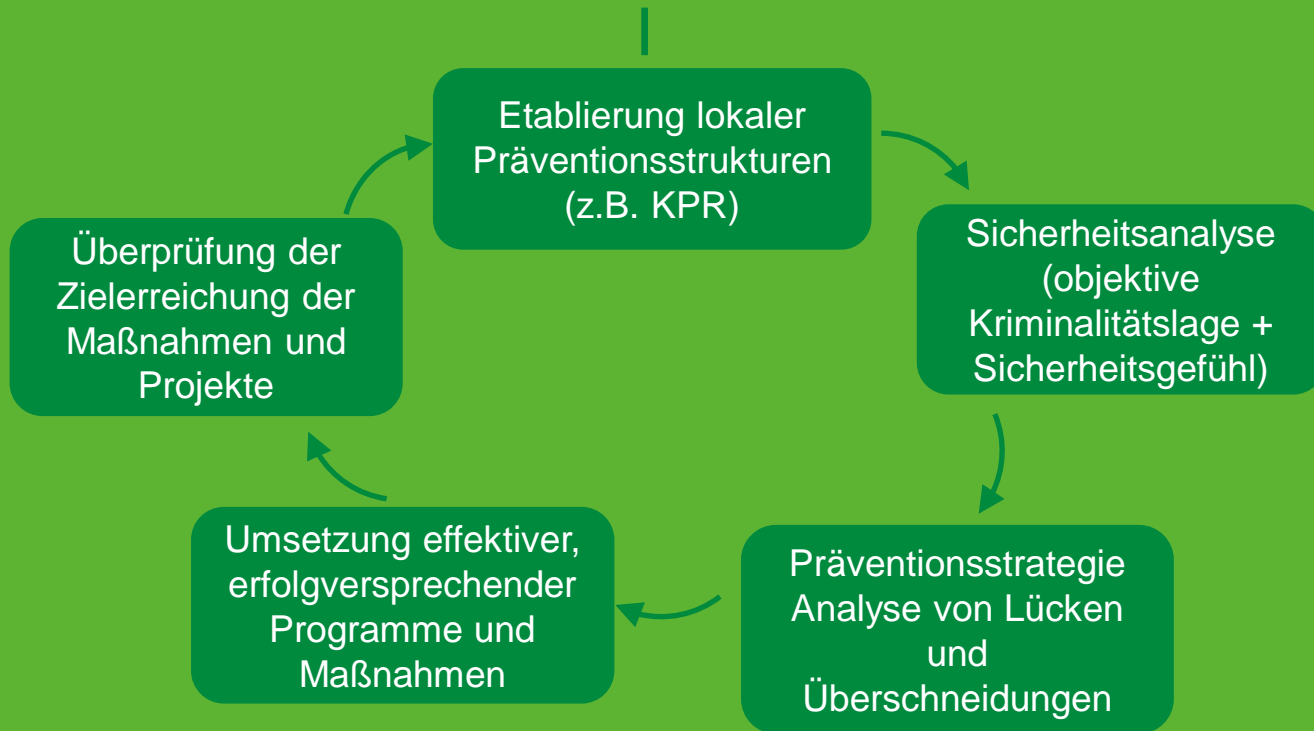 Etablierung lokaler
Präventionsstrukturen
(z.B. KPR)
Sicherheitsanalyse
(objektive
Kriminalitätslage +
Sicherheitsgefühl)
Präventionsstrategie
Analyse von Lücken
und
Überschneidungen
Umsetzung effektiver,
erfolgversprechender
Programme und
Maßnahmen
Überprüfung der
Zielerreichung der
Maßnahmen und
Projekte